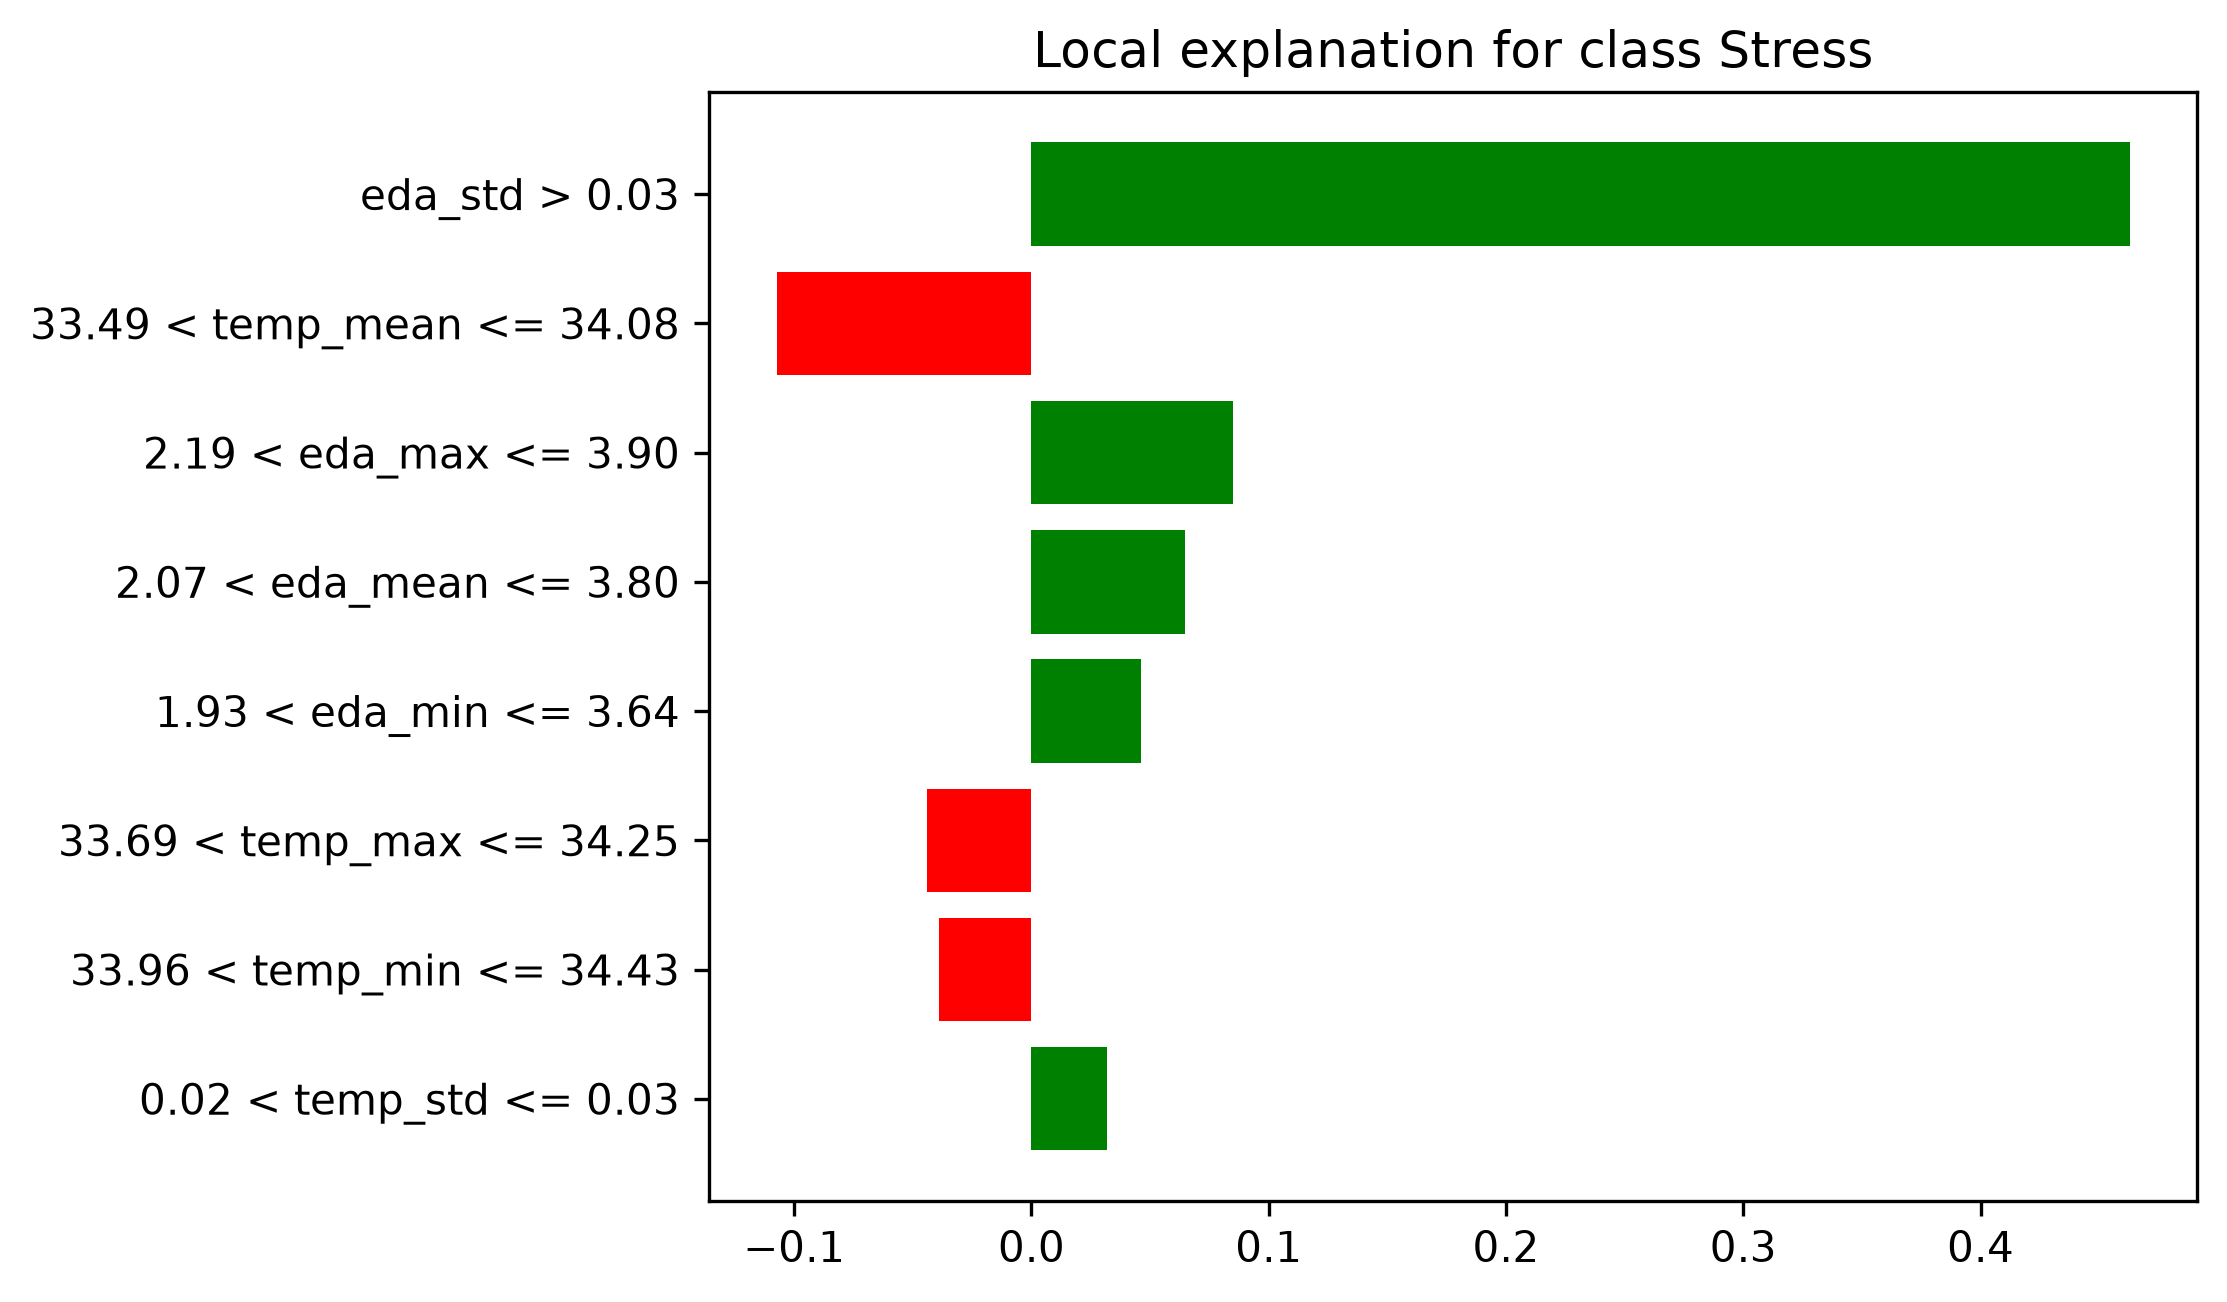 Local explanation for class Stress
eda_std > 0.03
33.49 < temp_mean <= 34.08
2.19 < eda_max <= 3.90
2.07 < eda_mean <= 3.80
1.93 < eda_min <= 3.64
33.69 < temp_max <= 34.25
33.96 < temp_min <= 34.43
0.02 < temp_std <= 0.03
−0.1 0.0 0.1 0.2 0.3 0.4